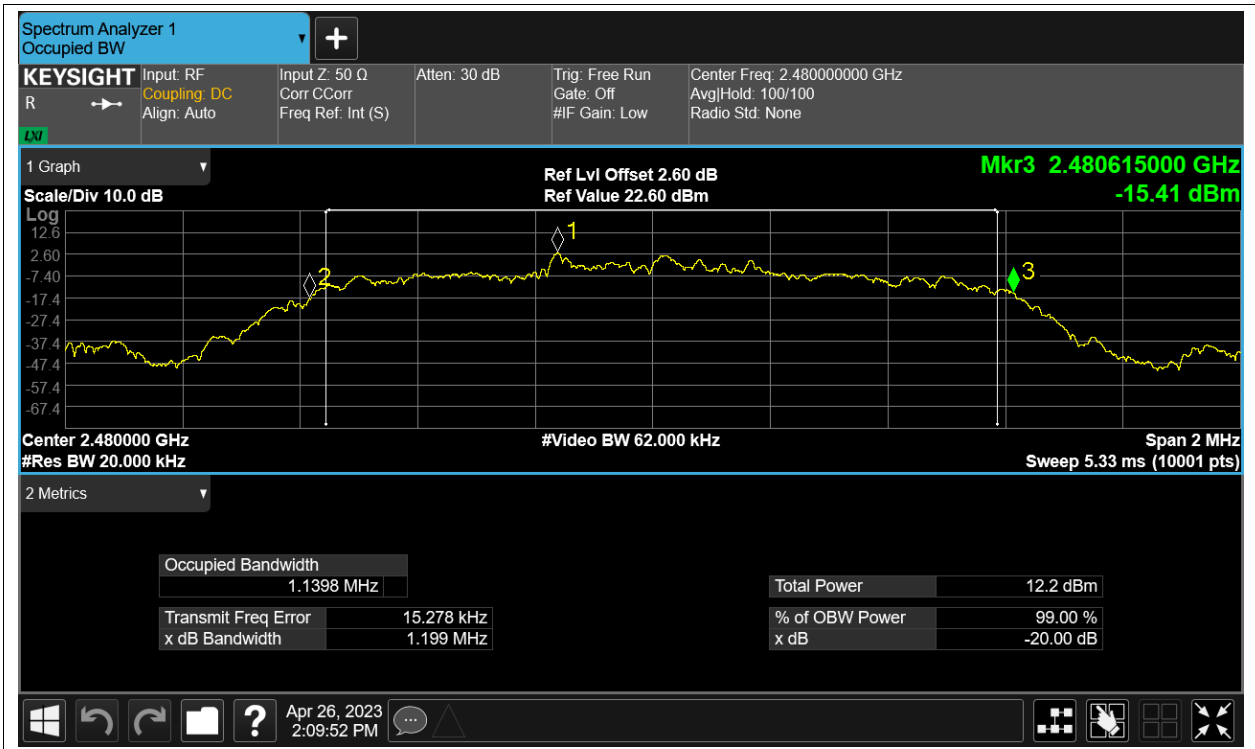 Spectrum Analyzer 1
Occupied BW
KEYSIGHT
R
LXI
Input: RF
Coupling: DC
Align: Auto
Input Z: 50 Ω
Corr CCorr
Freq Ref: Int (S)
Atten: 30 dB
Trig: Free Run
Gate: Off
#IF Gain: Low
Center Freq: 2.480000000 GHz
Avg|Hold: 100/100
Radio Std: None
1 Graph
Scale/Div 10.0 dB
Ref Lvl Offset 2.60 dB
Ref Value 22.60 dBm
Mkr3 2.480615000 GHz
-15.41 dBm
Log
12.6
2.60
-7.40
-17.4
-27.4
-37.4
-47.4
-57.4
-67.4
1
2
3
Center 2.480000 GHz
#Res BW 20.000 kHz
#Video BW 62.000 kHz
Span 2 MHz
Sweep 5.33 ms (10001 pts)
2 Metrics
Occupied Bandwidth
1.1398 MHz
Transmit Freq Error 15.278 kHz
x dB Bandwidth 1.199 MHz
Total Power 12.2 dBm
% of OBW Power 99.00 %
x dB -20.00 dB
?
Apr 26, 2023
2:09:52 PM